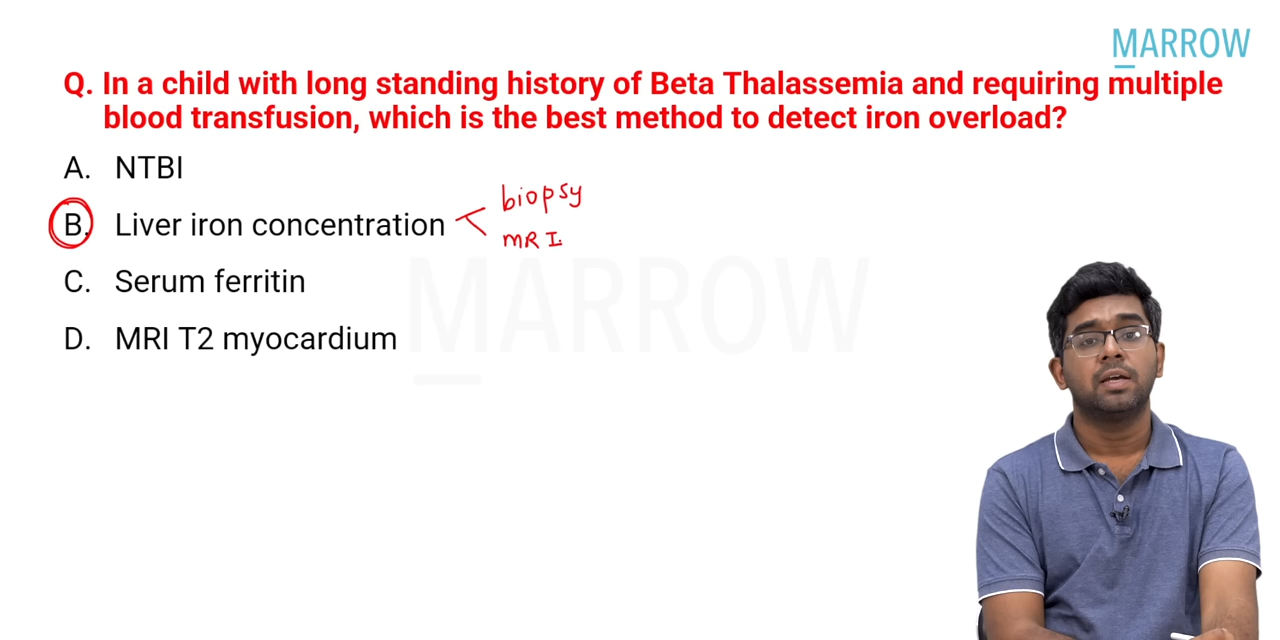 MARROW
Q. In a child with long standing history of Beta Thalassemia and requiring multiple
blood transfusion, which is the best method to detect iron overload?
A. NTBI
B. Liver iron concentration
biopsy
MRI
C. Serum ferritin
D. MRI T2 myocardium
MARROW